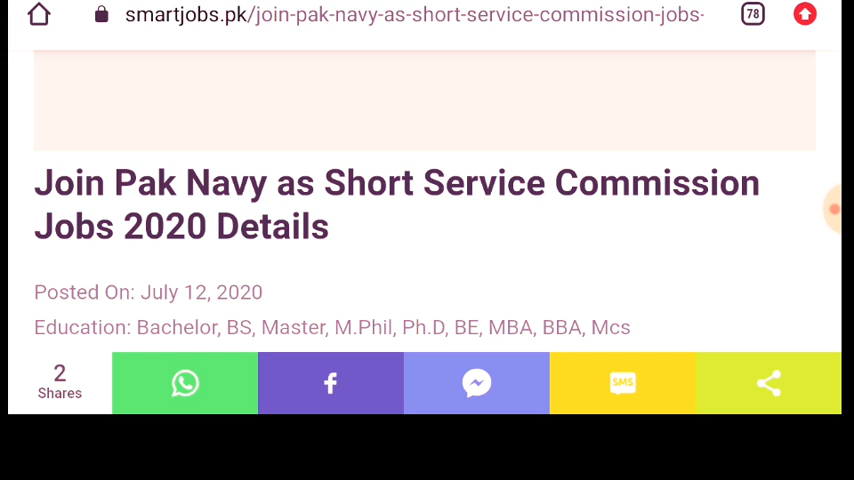 smartjobs.pk/join-pak-navy-as-short-service-commission-jobs-
78
Join Pak Navy as Short Service Commission
Jobs 2020 Details
Posted On: July 12, 2020
Education: Bachelor, BS, Master, M.Phil, Ph.D, BE, MBA, BBA, Mcs
2
Shares
SMS